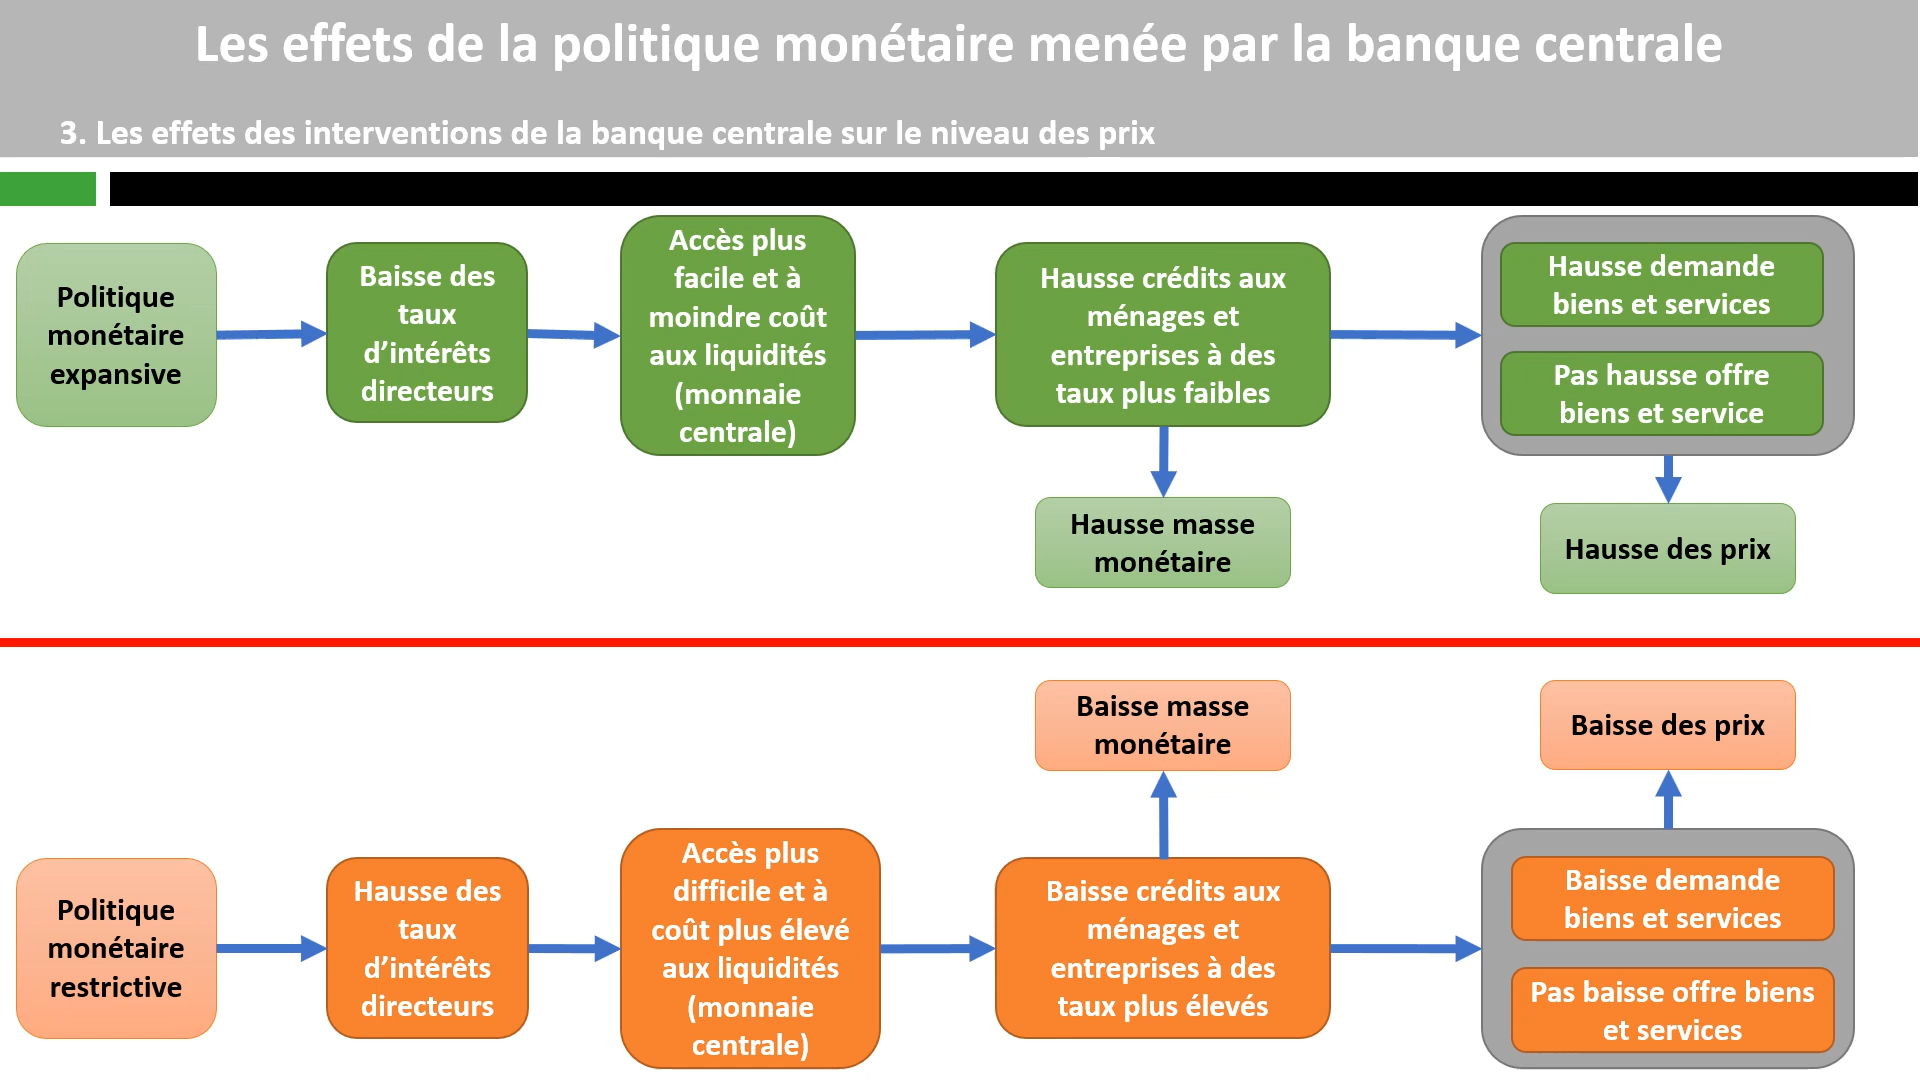 Les effets de la politique monétaire menée par la banque centrale
3. Les effets des interventions de la banque centrale sur le niveau des prix
Politique
monétaire
expansive
Baisse des
taux
d’intérêts
directeurs
Accès plus
facile et à
moindre coût
aux liquidités
(monnaie
centrale)
Hausse crédits aux
ménages et
entreprises à des
taux plus faibles
Hausse demande
biens et services
Pas hausse offre
biens et service
Hausse masse
monétaire
Hausse des prix
Baisse masse
monétaire
Baisse des prix
Politique
monétaire
restrictive
Hausse des
taux
d’intérêts
directeurs
Accès plus
difficile et à
coût plus élevé
aux liquidités
(monnaie
centrale)
Baisse crédits aux
ménages et
entreprises à des
taux plus élevés
Baisse demande
biens et services
Pas baisse offre biens
et services